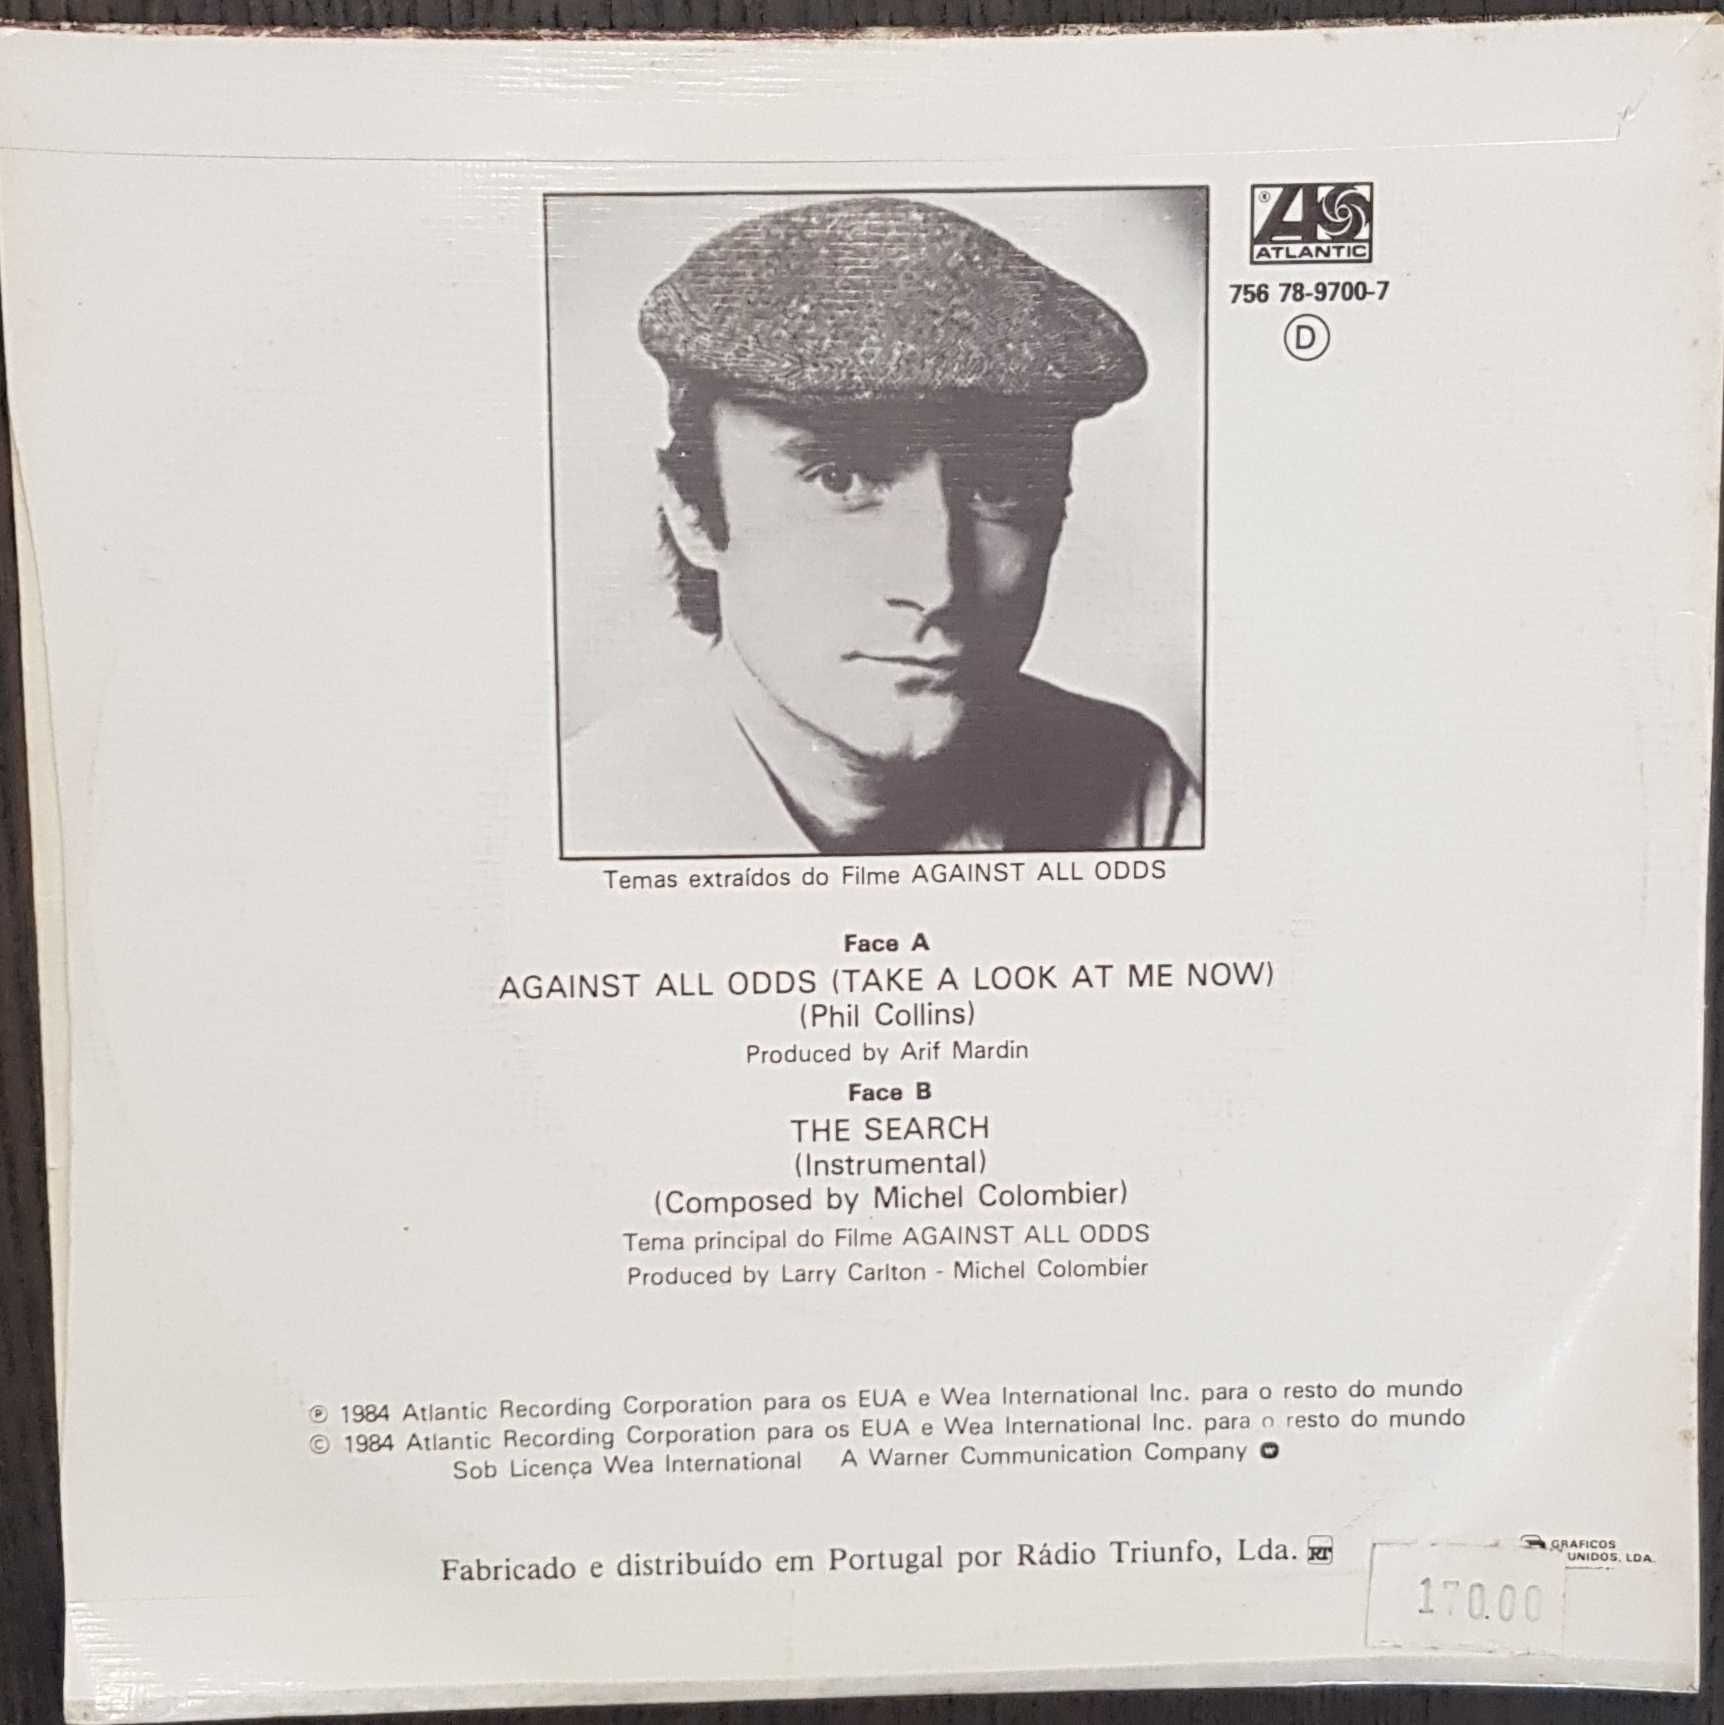 ATLANTIC
756 78-9700-7
D
Temas extraídos do Filme AGAINST ALL ODDS
Face A
AGAINST ALL ODDS (TAKE A LOOK AT ME NOW)
(Phil Collins)
Produced by Arif Mardin
Face B
THE SEARCH
(Instrumental)
(Composed by Michel Colombier)
Tema principal do Filme AGAINST ALL ODDS
Produced by Larry Carlton - Michel Colombier
℗ 1984 Atlantic Recording Corporation para os EUA e Wea International Inc. para o resto do mundo
© 1984 Atlantic Recording Corporation para os EUA e Wea International Inc. para o resto do mundo
Sob Licença Wea International A Warner Communication Company
Fabricado e distribuído em Portugal por Rádio Triunfo, Lda. RT
GRAFICOS
UNIDOS, LDA.
170.00